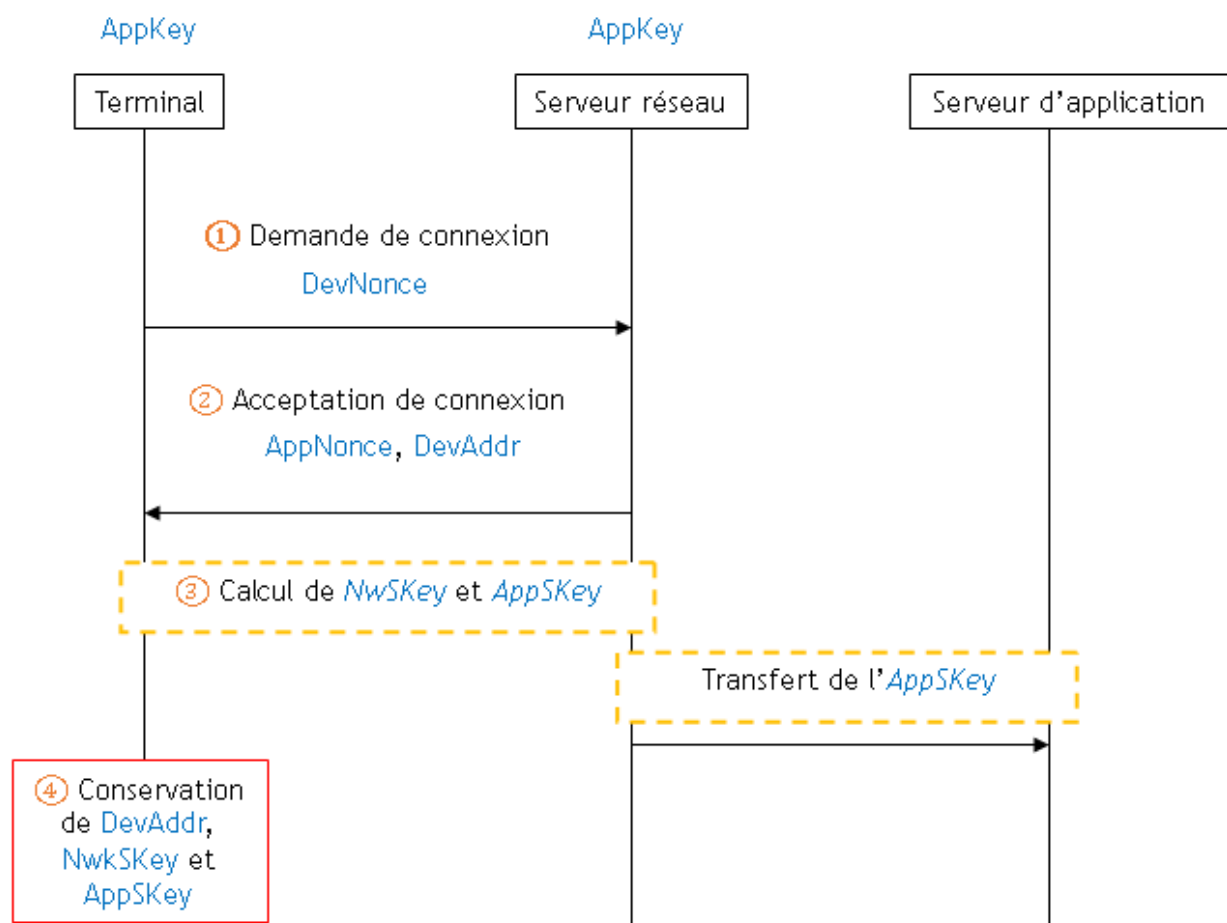 AppKey
AppKey
Terminal
Serveur réseau
Serveur d'application
① Demande de connexion
DevNonce
② Acceptation de connexion
AppNonce, DevAddr
③ Calcul de NwSKey et AppSKey
Transfert de l'AppSKey
④ Conservation
de DevAddr,
NwkSKey et
AppSKey